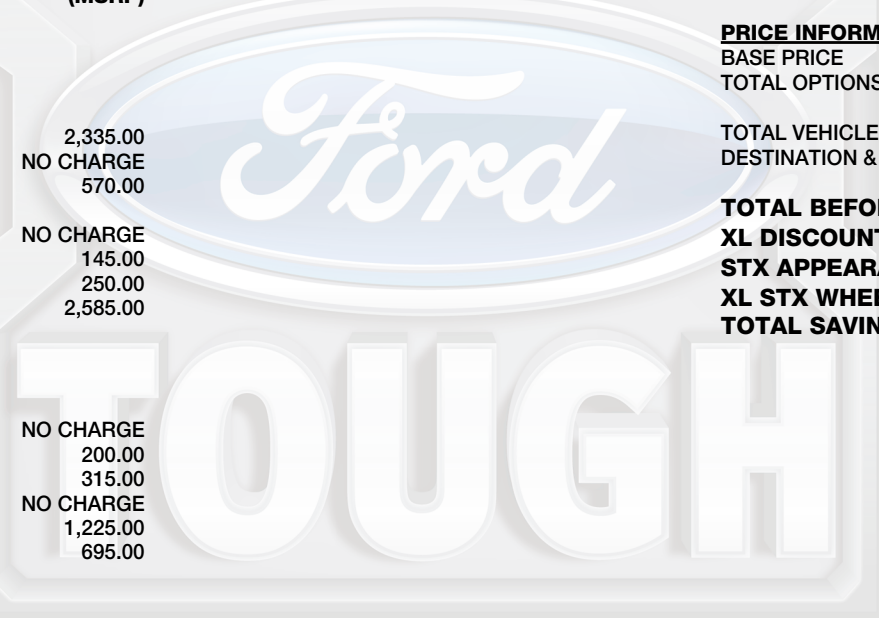 (MSRP)
2,335.00
NO CHARGE
570.00
NO CHARGE
145.00
250.00
2,585.00
NO CHARGE
200.00
315.00
NO CHARGE
1,225.00
695.00
PRICE INFORM
BASE PRICE
TOTAL OPTIONS
TOTAL VEHICLE
DESTINATION &
TOTAL BEFO
XL DISCOUNT
STX APPEAR
XL STX WHEE
TOTAL SAVIN
Ford
TOUGH